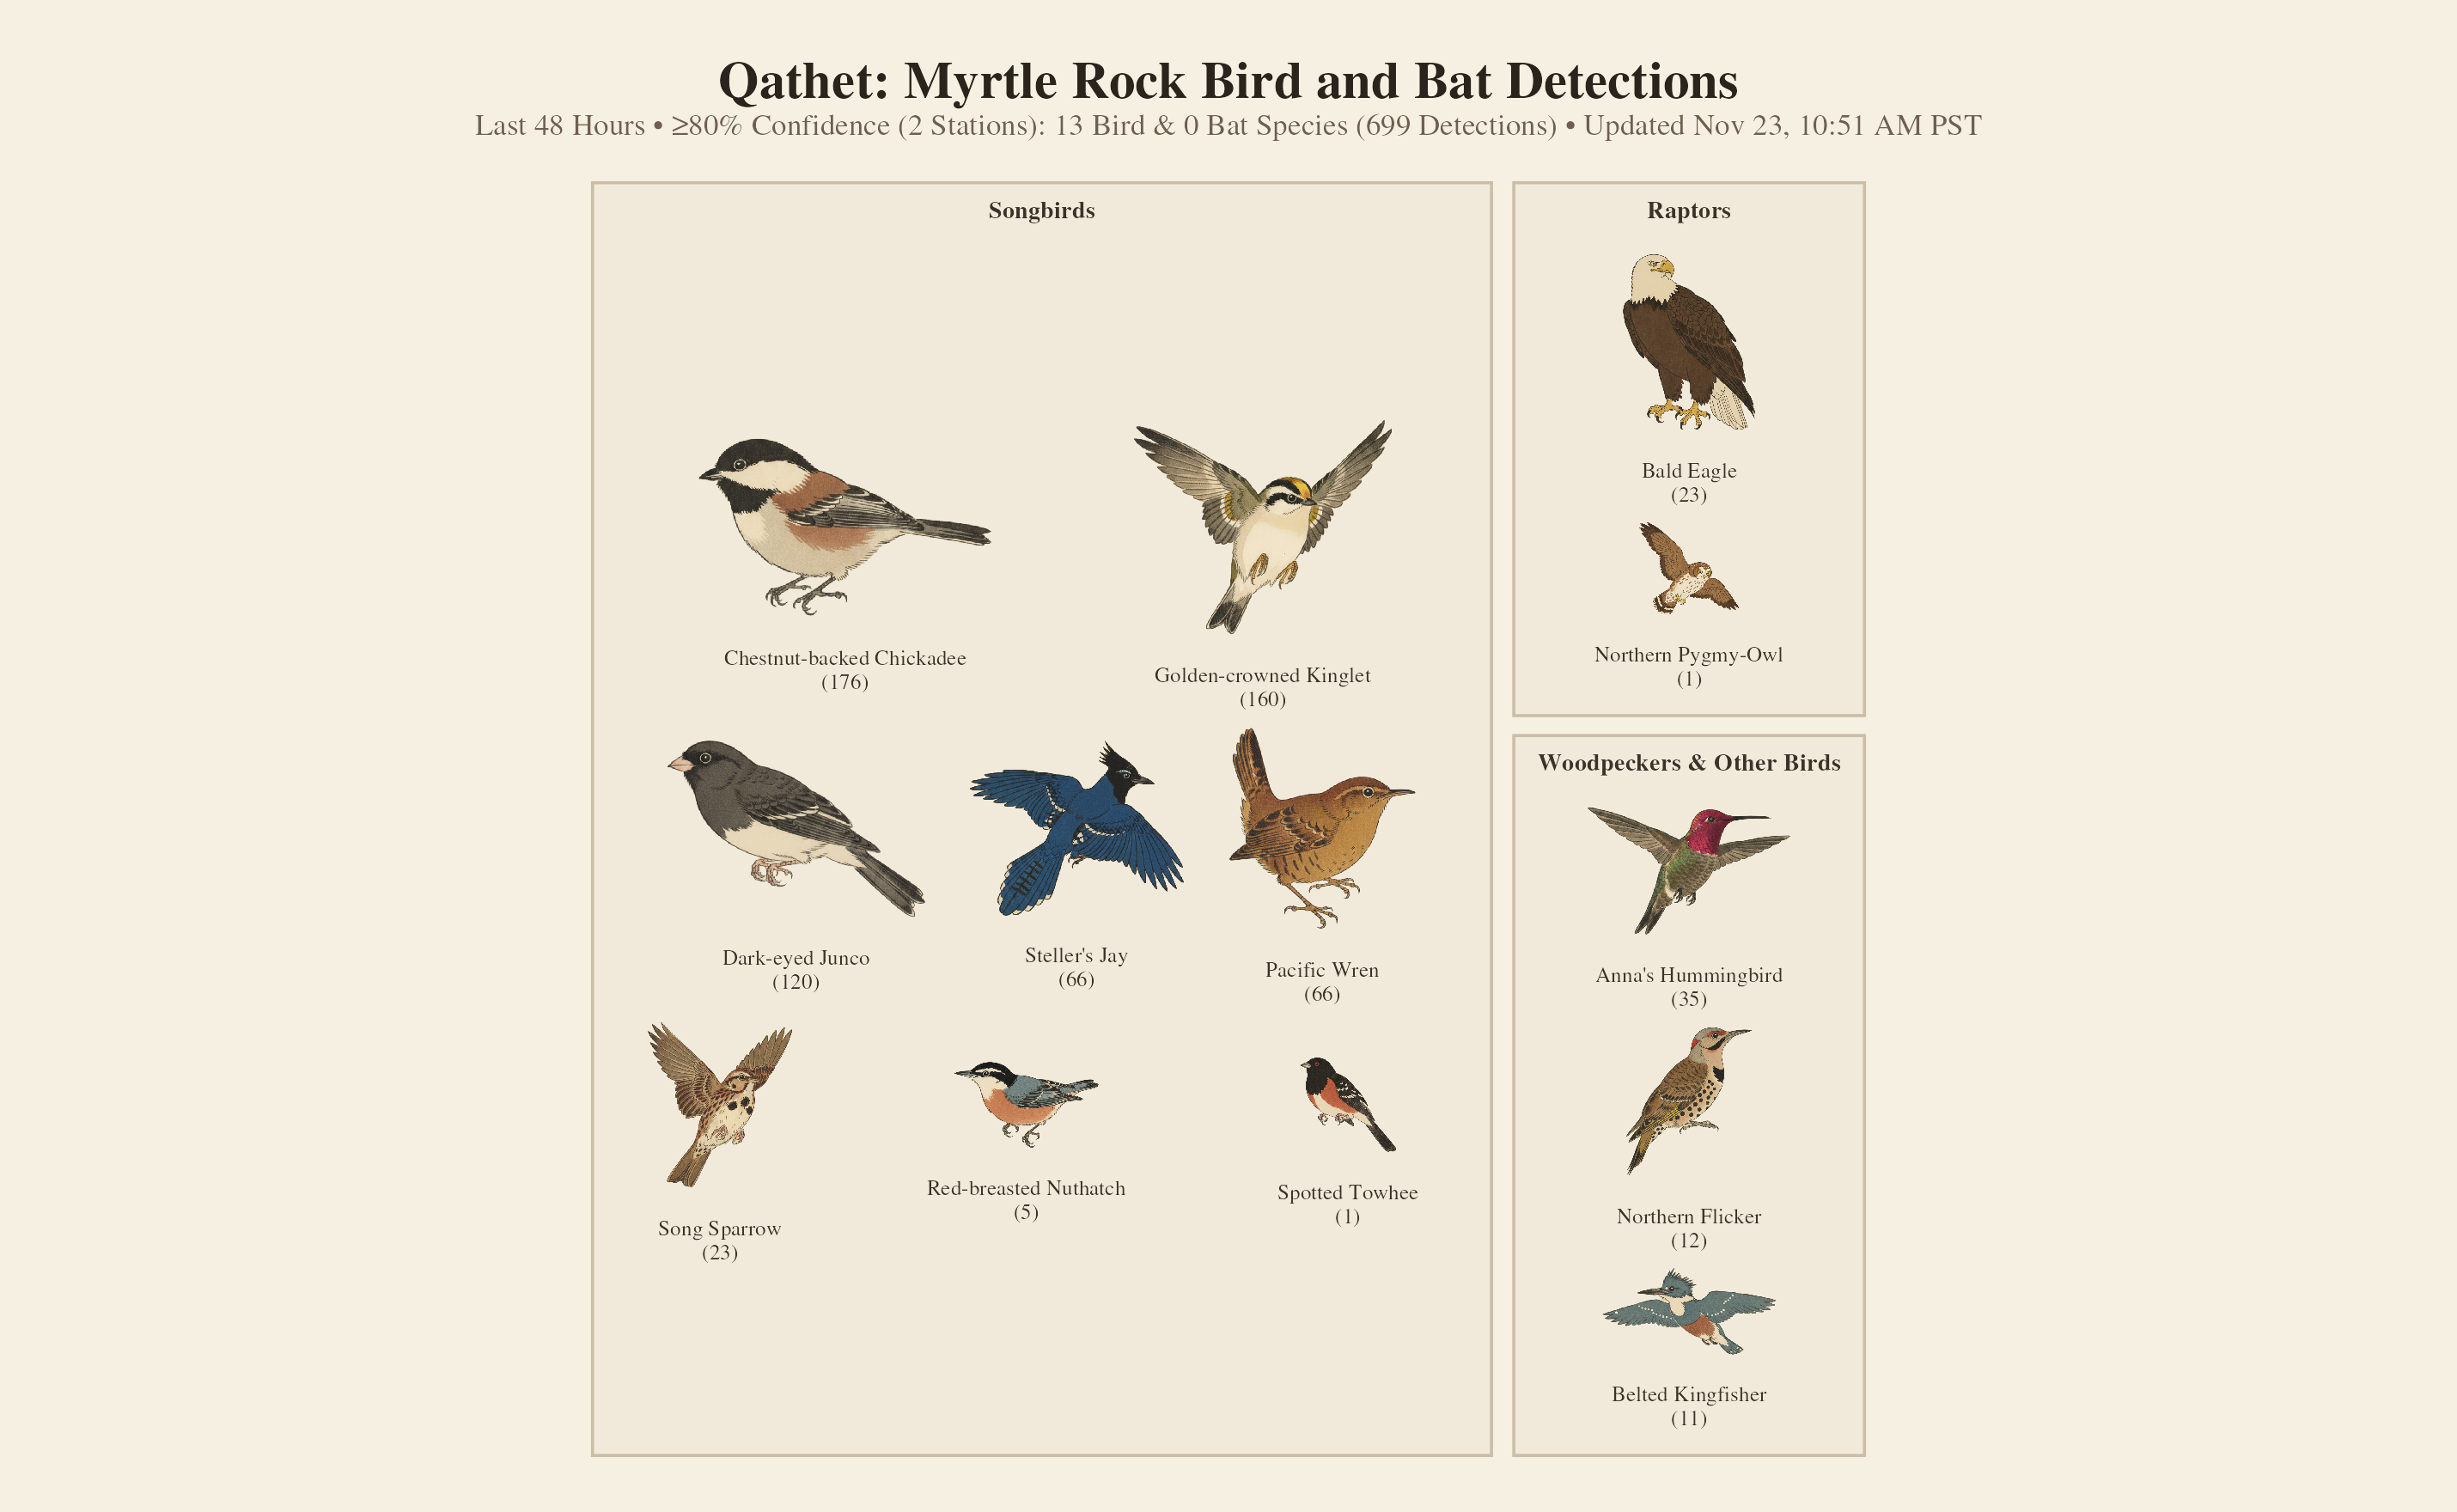 Qathet: Myrtle Rock Bird and Bat Detections
Last 48 Hours • ≥80% Confidence (2 Stations): 13 Bird & 0 Bat Species (699 Detections) • Updated Nov 23, 10:51 AM PST
Songbirds
Chestnut-backed Chickadee
(176)
Golden-crowned Kinglet
(160)
Dark-eyed Junco
(120)
Steller's Jay
(66)
Pacific Wren
(66)
Song Sparrow
(23)
Red-breasted Nuthatch
(5)
Spotted Towhee
(1)
Raptors
Bald Eagle
(23)
Northern Pygmy-Owl
(1)
Woodpeckers & Other Birds
Anna's Hummingbird
(35)
Northern Flicker
(12)
Belted Kingfisher
(11)